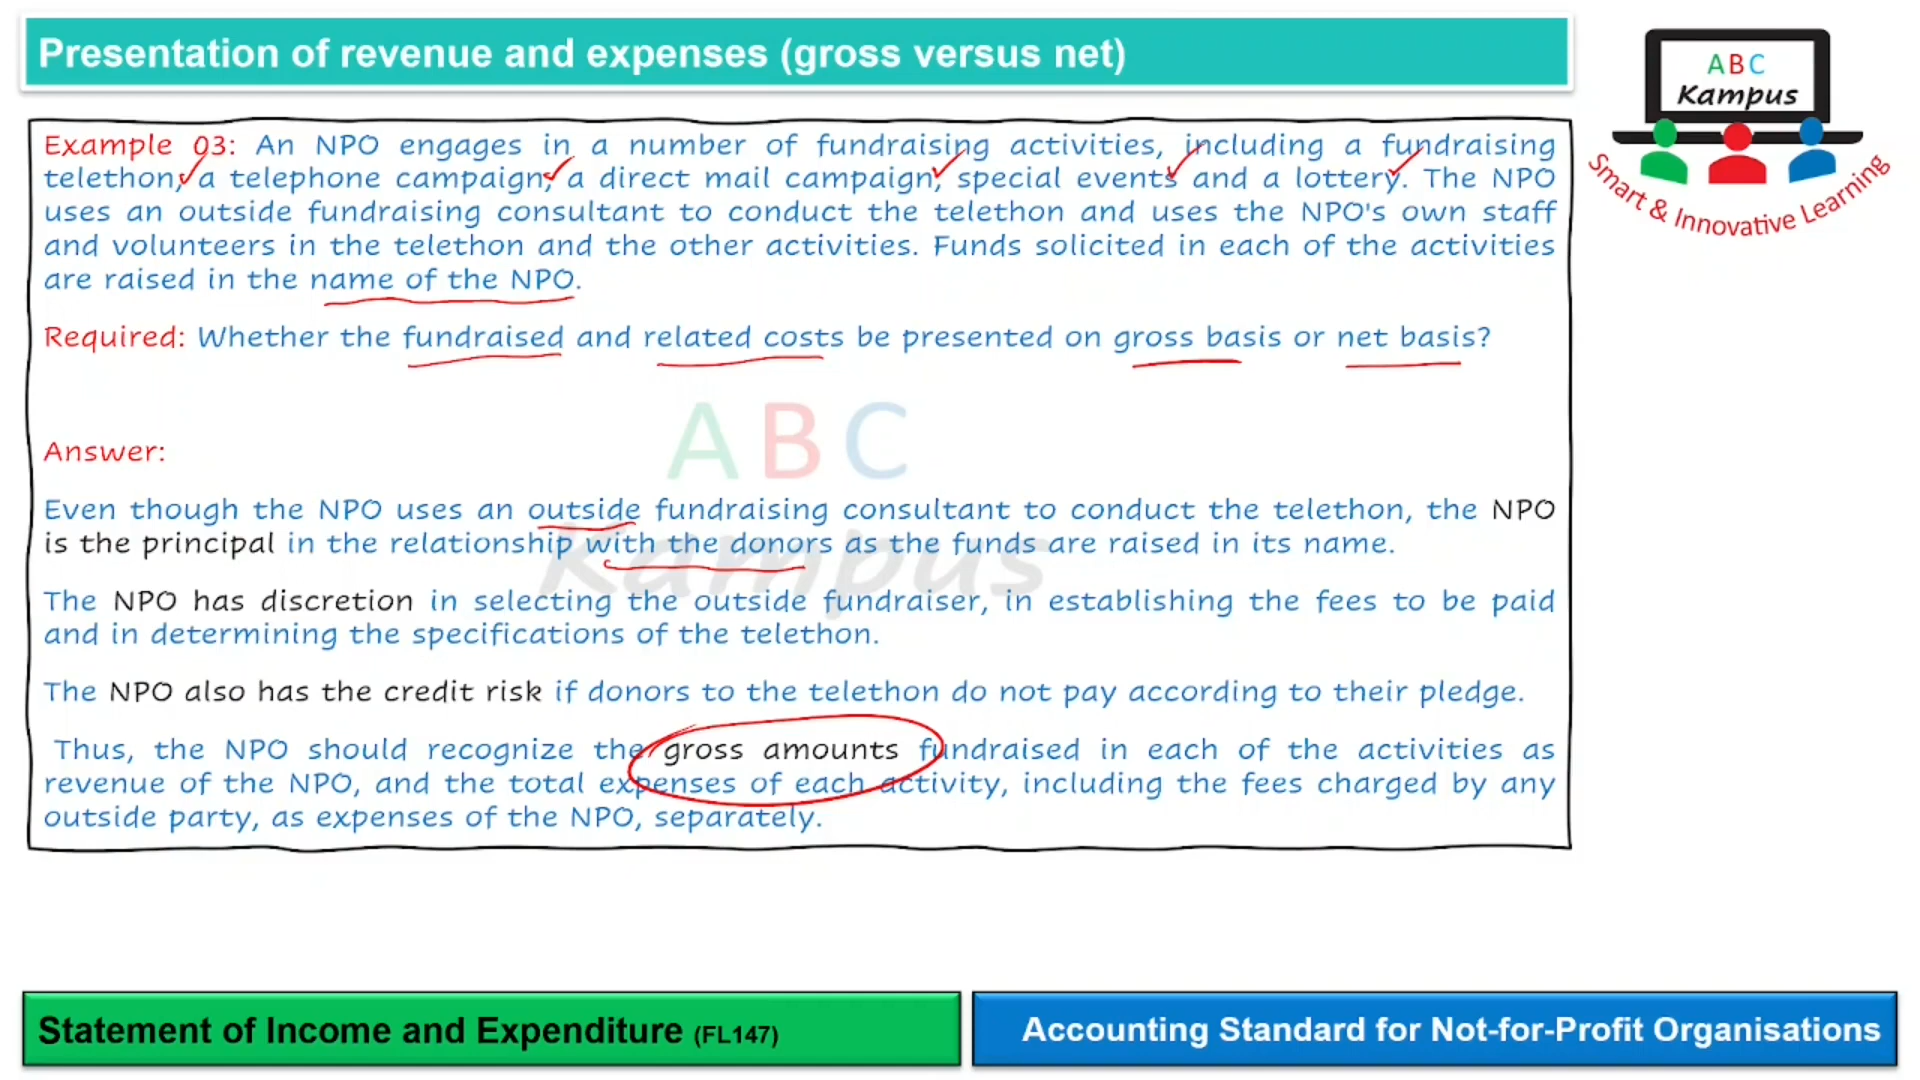 Presentation of revenue and expenses (gross versus net)
ABC
Kampus
Smart & Innovative Learning
Example 03: An NPO engages in a number of fundraising activities, including a fundraising
telethon, a telephone campaign, a direct mail campaign, special events and a lottery. The NPO
uses an outside fundraising consultant to conduct the telethon and uses the NPO's own staff
and volunteers in the telethon and the other activities. Funds solicited in each of the activities
are raised in the name of the NPO.
Required: Whether the fundraised and related costs be presented on gross basis or net basis?
ABC
Kampus
Answer:
Even though the NPO uses an outside fundraising consultant to conduct the telethon, the NPO
is the principal in the relationship with the donors as the funds are raised in its name.
The NPO has discretion in selecting the outside fundraiser, in establishing the fees to be paid
and in determining the specifications of the telethon.
The NPO also has the credit risk if donors to the telethon do not pay according to their pledge.
Thus, the NPO should recognize the gross amounts fundraised in each of the activities as
revenue of the NPO, and the total expenses of each activity, including the fees charged by any
outside party, as expenses of the NPO, separately.
Statement of Income and Expenditure (FL147)
Accounting Standard for Not-for-Profit Organisations